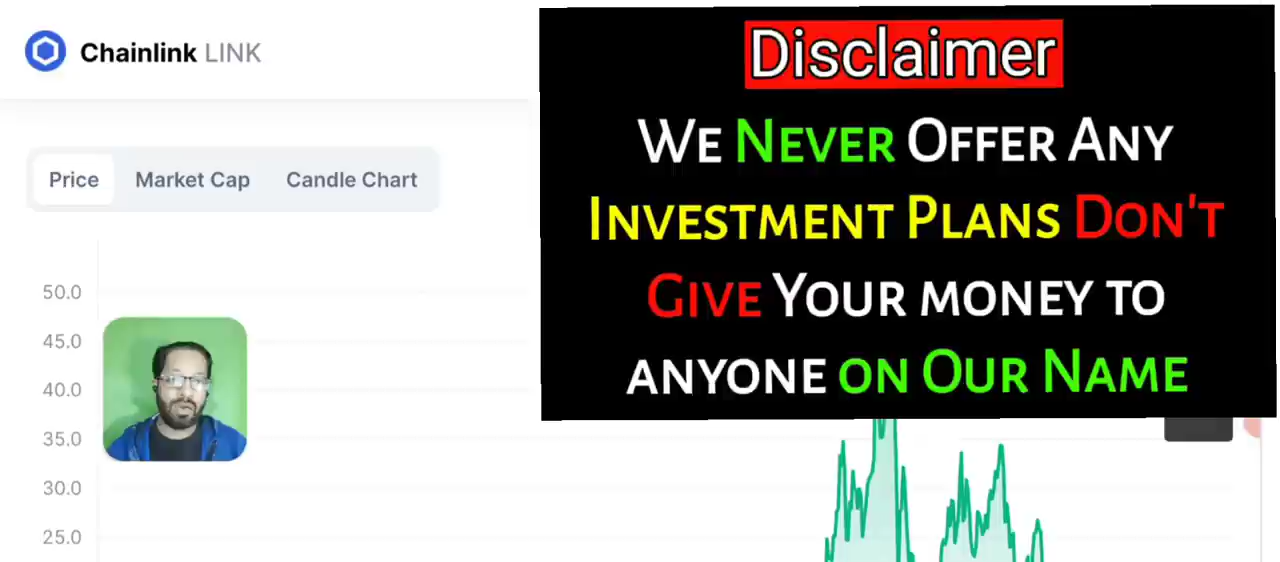 Chainlink LINK
Price Market Cap Candle Chart
50.0
45.0
40.0
35.0
30.0
25.0
Disclaimer
We Never Offer Any
Investment Plans Don't
Give Your money to
anyone on Our Name